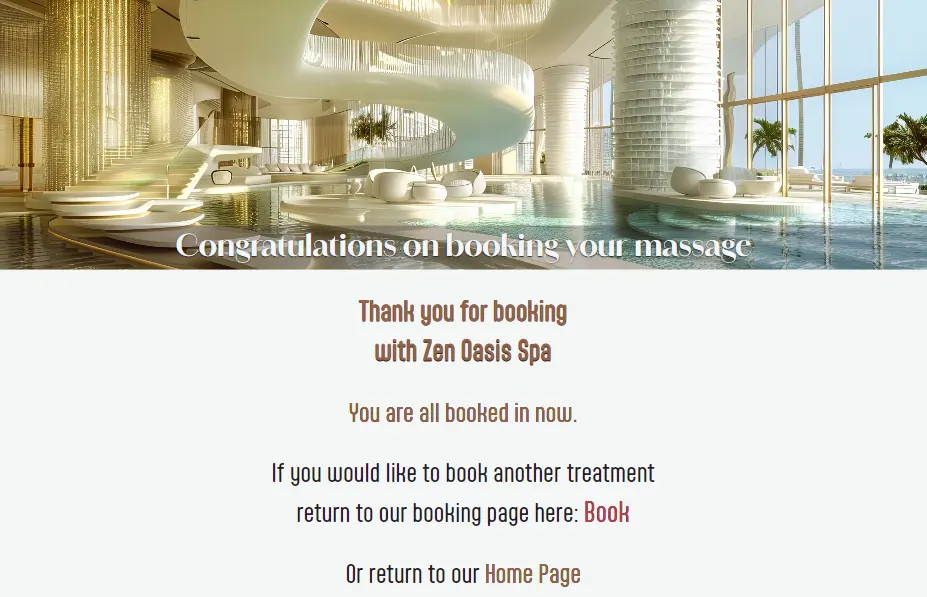 Congratulations on booking your massage
Thank you for booking
with Zen Oasis Spa
You are all booked in now.
If you would like to book another treatment
return to our booking page here: Book
Or return to our Home Page